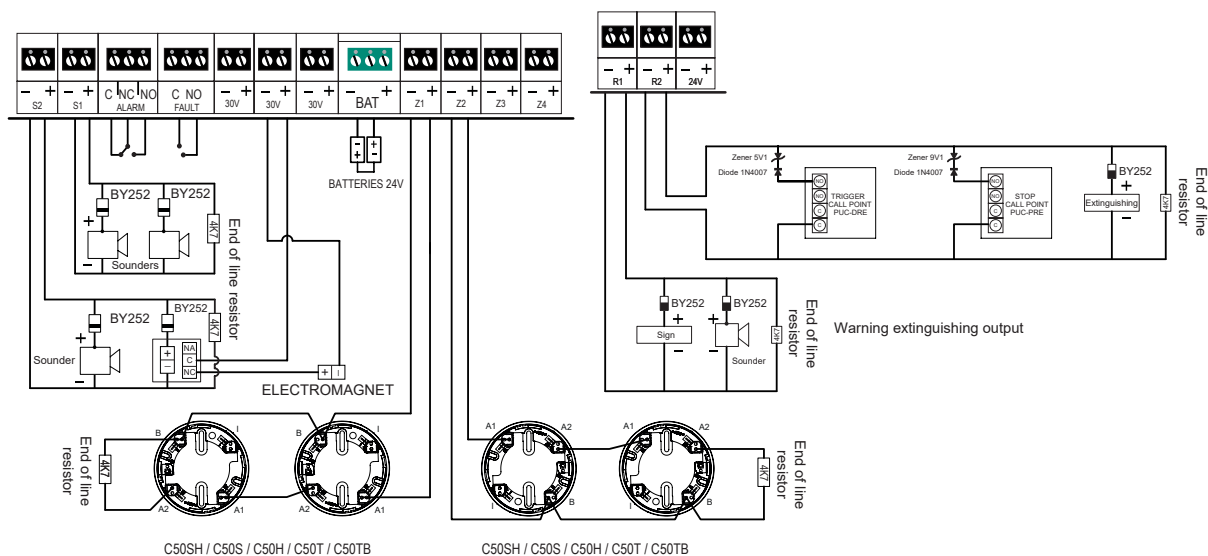 - + - + C NC NO C NO - + - + - + - + - + - + - + - +
S2 S1 ALARM FAULT 30V 30V 30V BAT Z1 Z2 Z3 Z4
- + - + - +
R1 R2 24V
- +
+ -
BATTERIES 24V
BY252 BY252
+
-
Sounders
4K7
End of line resistor
BY252 BY252
+
-
Sounder
+
-
NA
C
NC
4K7
+ -
ELECTROMAGNET
Zener 5V1
Diode 1N4007
NO
NO
C
C
TRIGGER
CALL POINT
PUC-DRE
Zener 9V1
Diode 1N4007
NO
NO
C
C
STOP
CALL POINT
PUC-PRE
BY252
+
Extinguishing
-
4K7
End of line
resistor
BY252 BY252
+ +
Sign
- -
Sounder
4K7
End of line
resistor
Warning extinguishing output
End of line
resistor
4K7
B I B I
A2 A1 A2 A1
C50SH / C50S / C50H / C50T / C50TB
A1 A2 A1 A2
I B I B
4K7
End of line
resistor
C50SH / C50S / C50H / C50T / C50TB